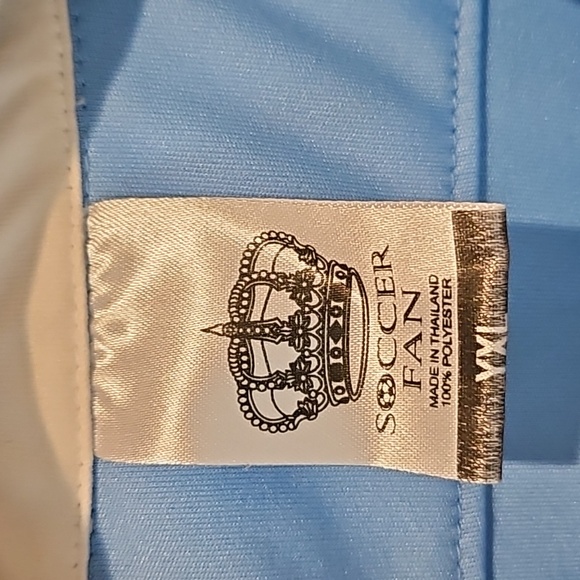 SOCCER
FAN
MADE IN THAILAND
100% POLYESTER
XXL